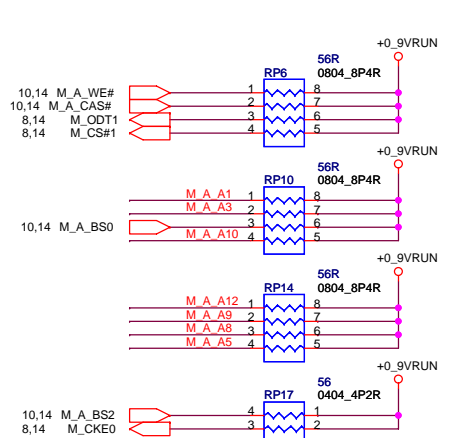 +0_9VRUN
56R
RP6 0804_8P4R
10,14 M_A_WE# 1 8
10,14 M_A_CAS# 2 7
8,14 M_ODT1 3 6
8,14 M_CS#1 4 5
+0_9VRUN
56R
RP10 0804_8P4R
M_A_A1 1 8
M_A_A3 2 7
10,14 M_A_BS0 3 6
M_A_A10 4 5
+0_9VRUN
56R
RP14 0804_8P4R
M_A_A12 1 8
M_A_A9 2 7
M_A_A8 3 6
M_A_A5 4 5
+0_9VRUN
56
RP17 0404_4P2R
10,14 M_A_BS2 4 1
8,14 M_CKE0 3 2